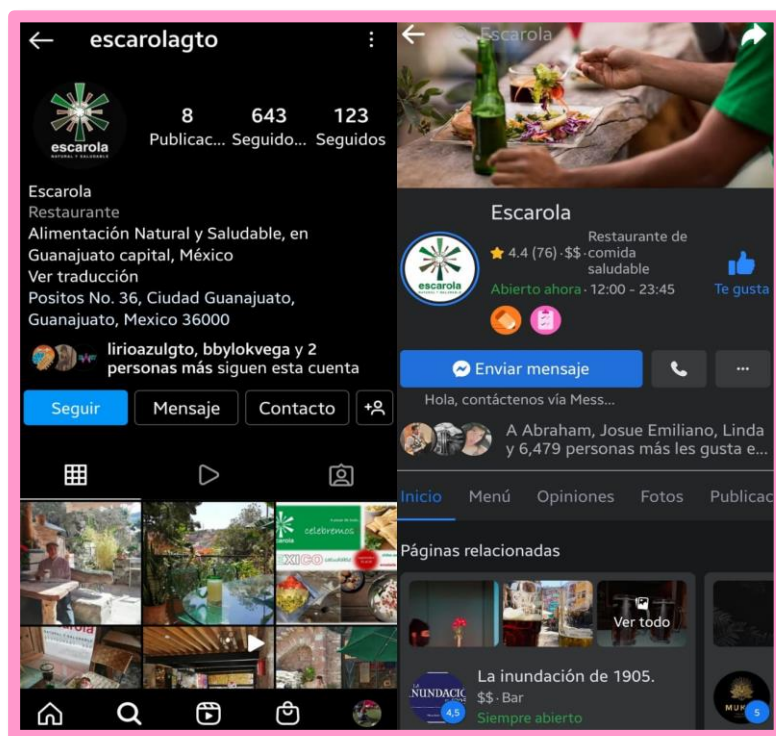 escarolagto
8 643 123
Publicac... Seguido... Seguidos
escarola
NATURAL Y SALUDABLE
Escarola
Restaurante
Alimentación Natural y Saludable, en
Guanajuato capital, México
Ver traducción
Positos No. 36, Ciudad Guanajuato,
Guanajuato, Mexico 36000
lirioazulgto, bbylokvega y 2
personas más siguen esta cuenta
Seguir Mensaje Contacto
celebremos
Escarola
Escarola
4.4 (76) · $$ · Restaurante de
comida
saludable
escarola
Abierto ahora · 12:00 - 23:45
Te gusta
Enviar mensaje
Hola, contáctenos vía Mess...
A Abraham, Josue Emiliano, Linda
y 6,479 personas más les gusta e...
Inicio Menú Opiniones Fotos Publicac
Páginas relacionadas
Ver todo
La inundación de 1905.
$$ · Bar
Siempre abierto
4,5
5